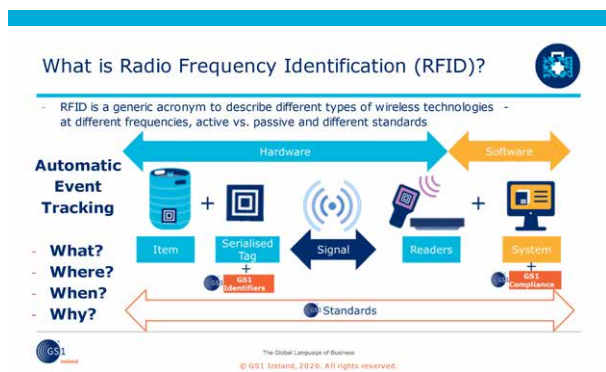 What is Radio Frequency Identification (RFID)?
- RFID is a generic acronym to describe different types of wireless technologies -
at different frequencies, active vs. passive and different standards
Hardware
Software
Automatic
Event
Tracking
+
+
Item
Serialised
Tag
Signal
Readers
System
+
GS1
Identifiers
+
GS1
Compliance
- What?
- Where?
- When?
- Why?
GS1 Standards
GS1
Ireland
The Global Language of Business
© GS1 Ireland, 2020. All rights reserved.